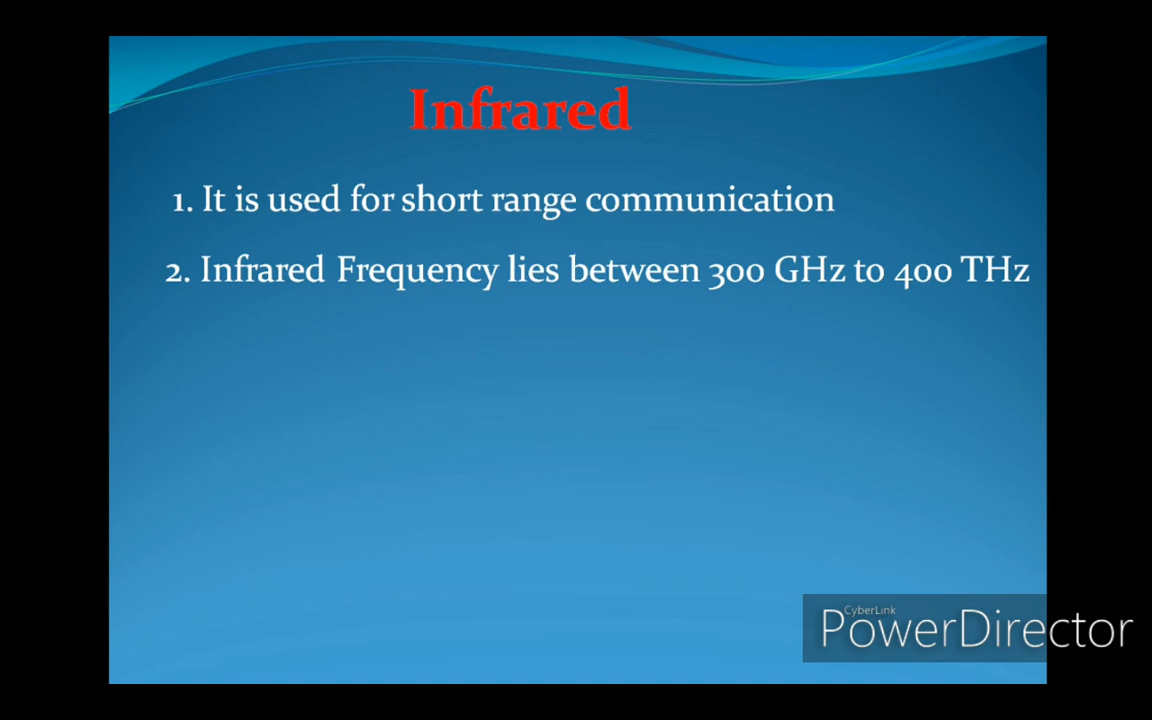 Infrared
1. It is used for short range communication
2. Infrared Frequency lies between 300 GHz to 400 THz
CyberLink
PowerDirector